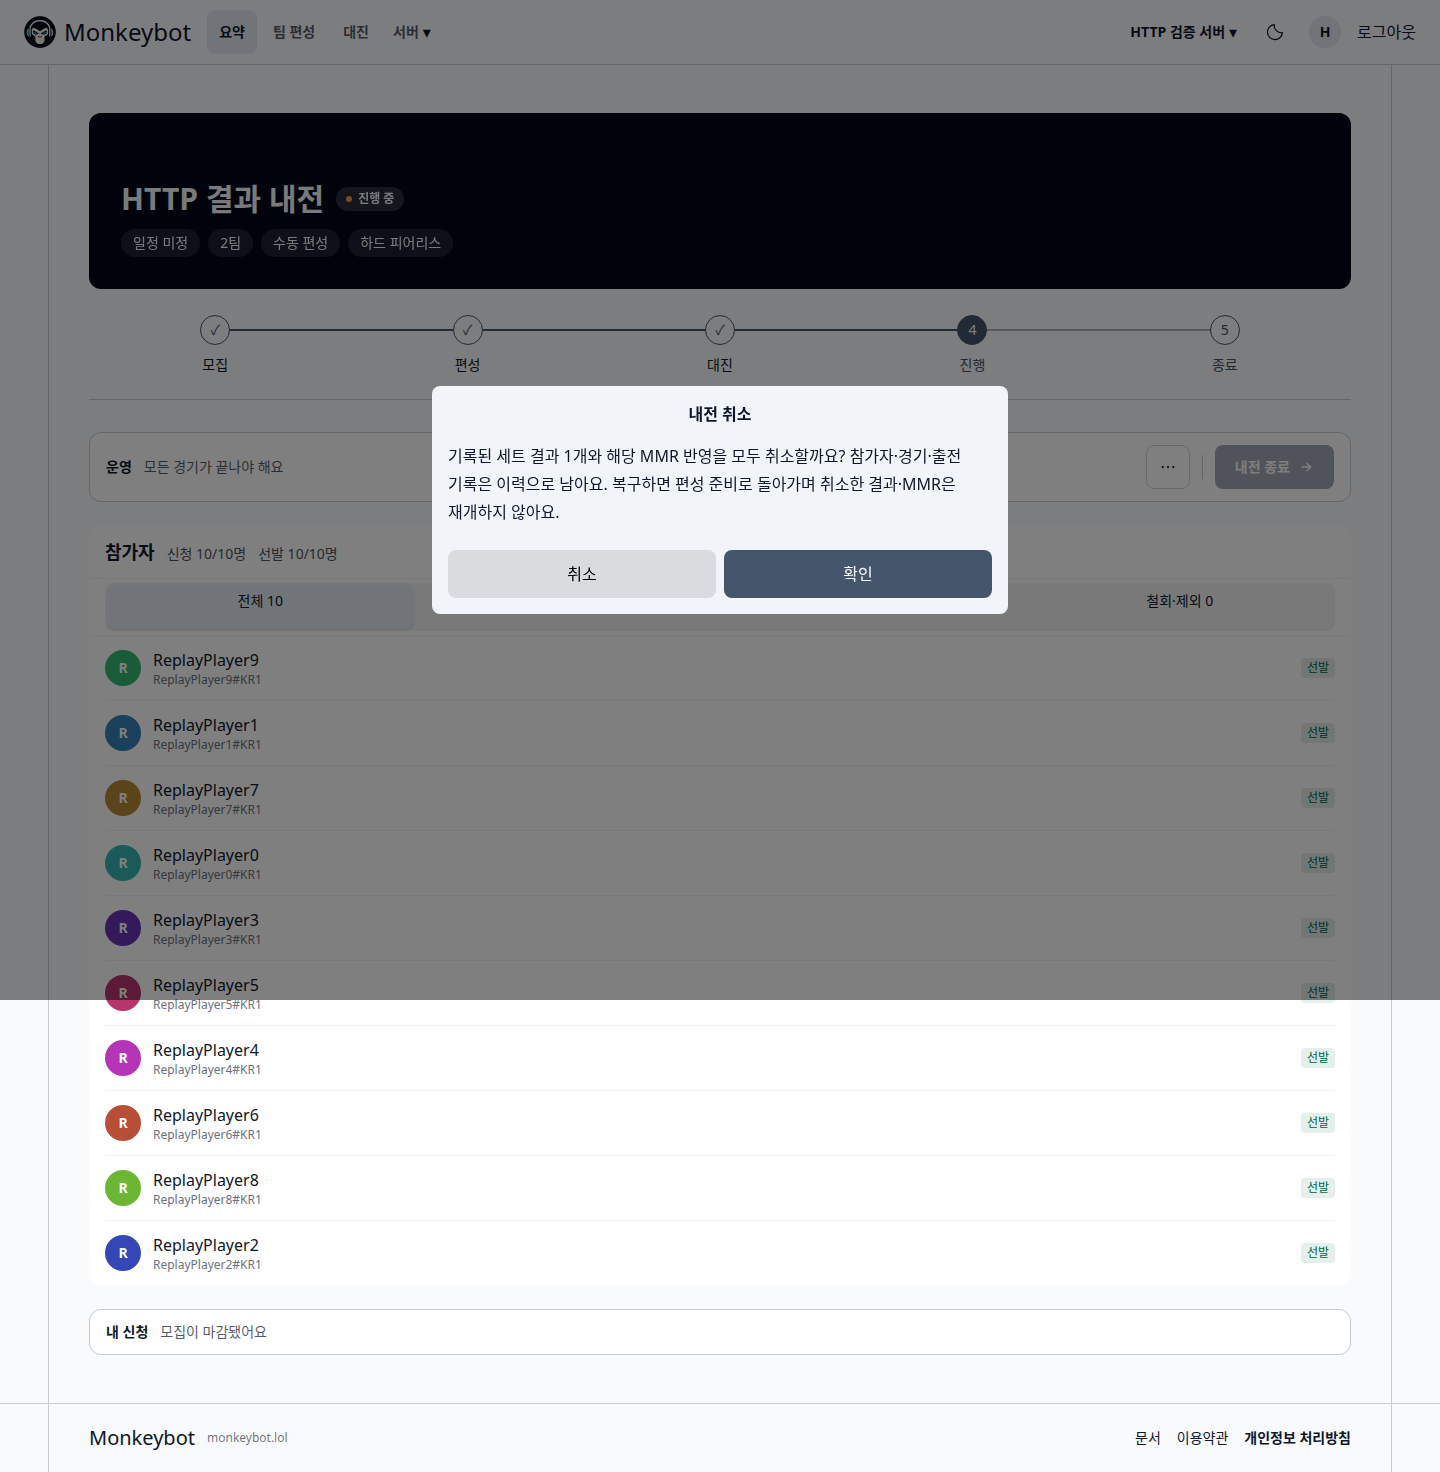 Monkeybot 요약 팀 편성 대진 서버 ▾ HTTP 검증 서버 ▾ H 로그아웃
HTTP 결과 내전 진행 중
일정 미정 2팀 수동 편성 하드 피어리스
✓ ✓ ✓ 4 5
모집 편성 대진 진행 종료
내전 취소
기록된 세트 결과 1개와 해당 MMR 반영을 모두 취소할까요? 참가자·경기·출전
기록은 이력으로 남아요. 복구하면 편성 준비로 돌아가며 취소한 결과·MMR은
재개하지 않아요.
취소 확인
운영 모든 경기가 끝나야 해요 ⋯ 내전 종료 →
참가자 신청 10/10명 선발 10/10명
전체 10 철회·제외 0
R ReplayPlayer9 선발
ReplayPlayer9#KR1
R ReplayPlayer1 선발
ReplayPlayer1#KR1
R ReplayPlayer7 선발
ReplayPlayer7#KR1
R ReplayPlayer0 선발
ReplayPlayer0#KR1
R ReplayPlayer3 선발
ReplayPlayer3#KR1
R ReplayPlayer5 선발
ReplayPlayer5#KR1
R ReplayPlayer4 선발
ReplayPlayer4#KR1
R ReplayPlayer6 선발
ReplayPlayer6#KR1
R ReplayPlayer8 선발
ReplayPlayer8#KR1
R ReplayPlayer2 선발
ReplayPlayer2#KR1
내 신청 모집이 마감됐어요
Monkeybot monkeybot.lol 문서 이용약관 개인정보 처리방침